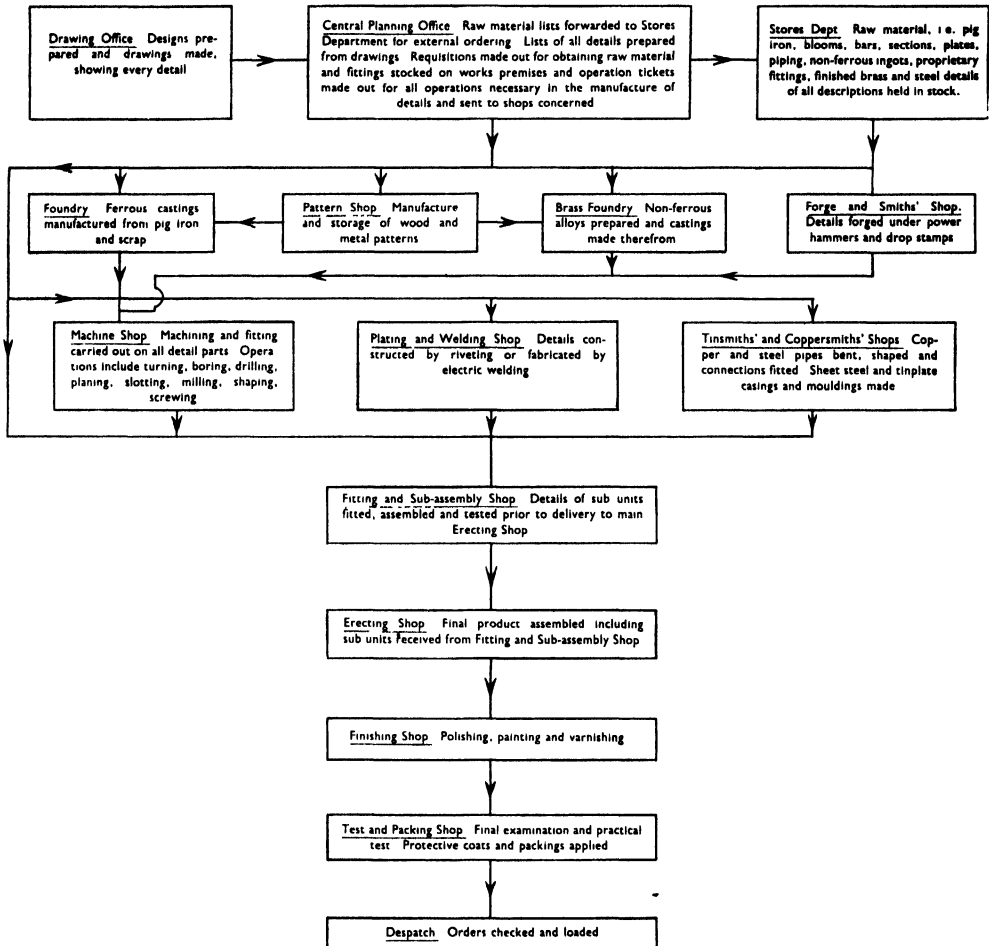 Drawing Office Designs pre-
pared and drawings made,
showing every detail
Central Planning Office Raw material lists forwarded to Stores
Department for external ordering Lists of all details prepared
from drawings Requisitions made out for obtaining raw material
and fittings stocked on works premises and operation tickets
made out for all operations necessary in the manufacture of
details and sent to shops concerned
Stores Dept Raw material, i e. pig
iron, blooms, bars, sections, plates,
piping, non-ferrous ingots, proprietary
fittings, finished brass and steel details
of all descriptions held in stock.
Foundry Ferrous castings
manufactured from pig iron
and scrap
Pattern Shop Manufacture
and storage of wood and
metal patterns
Brass Foundry Non-ferrous
alloys prepared and castings
made therefrom
Forge and Smiths' Shop.
Details forged under power
hammers and drop stamps
Machine Shop Machining and fitting
carried out on all detail parts Opera
tions include turning, boring, drilling,
planing, slotting, milling, shaping,
screwing
Plating and Welding Shop Details con-
structed by riveting or fabricated by
electric welding
Tinsmiths' and Coppersmiths' Shops Cop-
per and steel pipes bent, shaped and
connections fitted Sheet steel and tinplate
casings and mouldings made
Fitting and Sub-assembly Shop Details of sub units
fitted, assembled and tested prior to delivery to main
Erecting Shop
Erecting Shop Final product assembled including
sub units received from Fitting and Sub-assembly Shop
Finishing Shop Polishing, painting and varnishing
Test and Packing Shop Final examination and practical
test Protective coats and packings applied
Despatch Orders checked and loaded